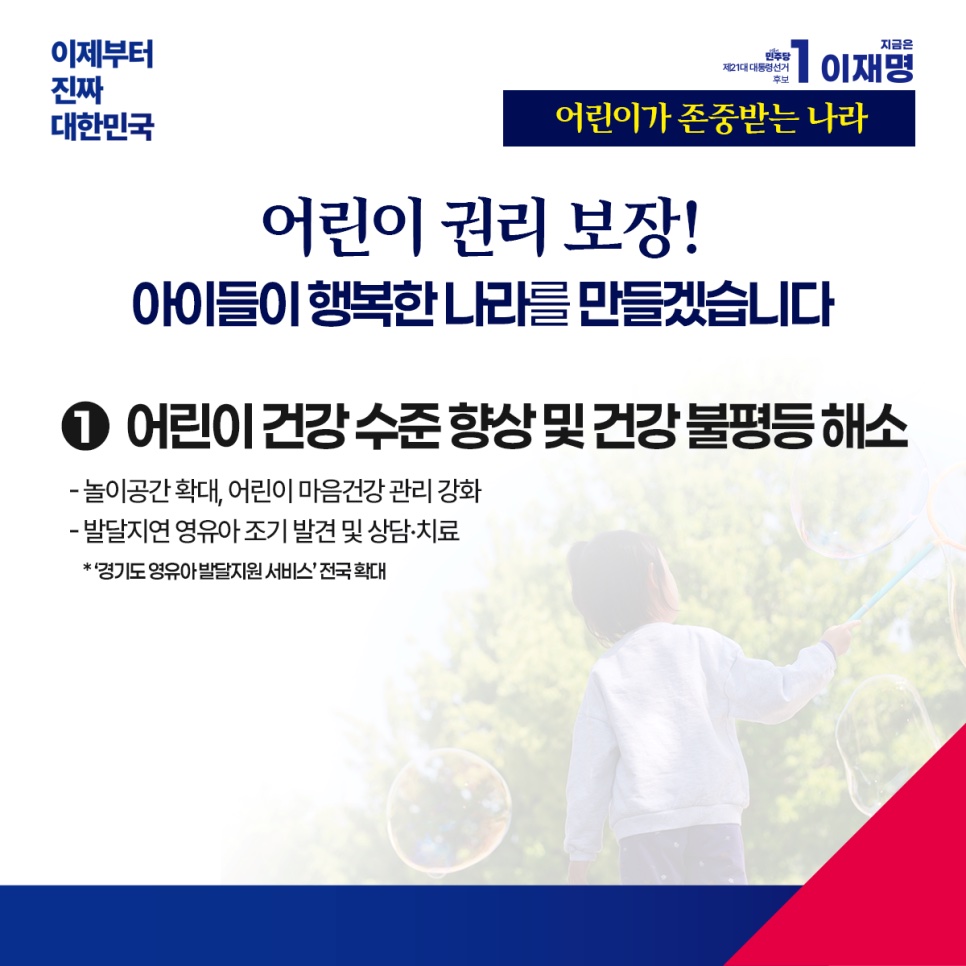 이제부터
진짜
대한민국
지금은
더불어
민주당
제21대 대통령선거
후보
1
이재명
어린이가 존중받는 나라
어린이 권리 보장!
아이들이 행복한 나라를 만들겠습니다
❶ 어린이 건강 수준 향상 및 건강 불평등 해소
- 놀이공간 확대, 어린이 마음건강 관리 강화
- 발달지연 영유아 조기 발견 및 상담·치료
* ‘경기도 영유아 발달지원 서비스’ 전국 확대